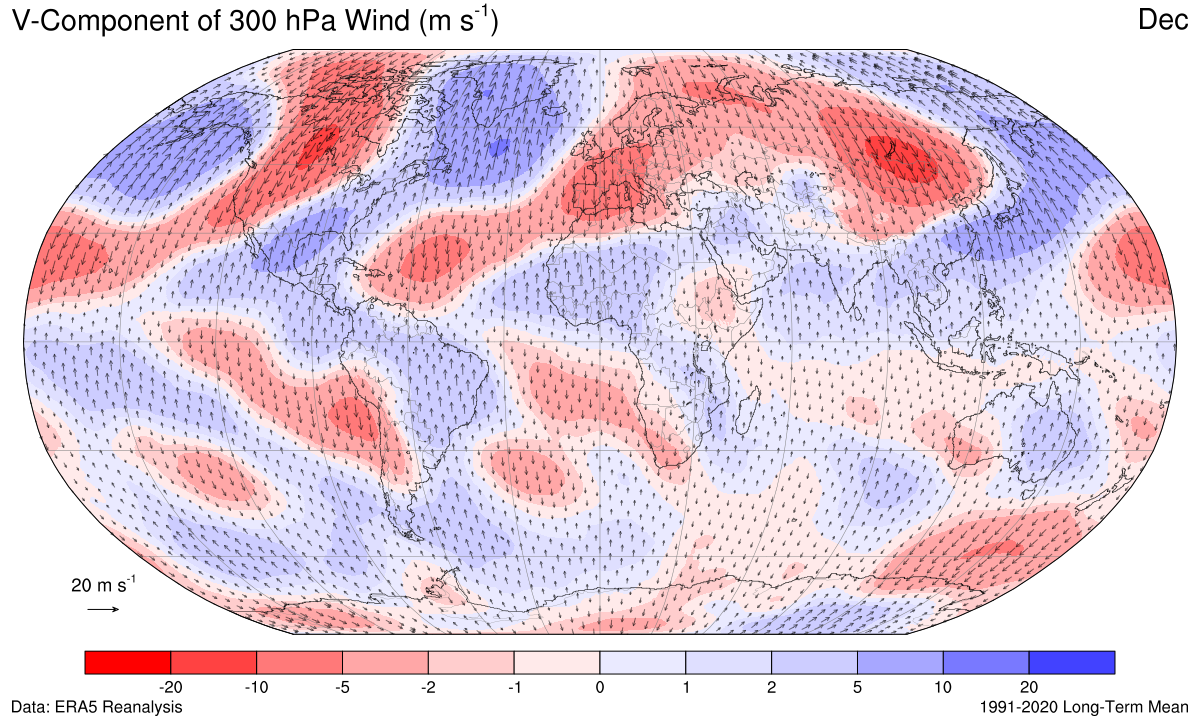 V-Component of 300 hPa Wind (m s-1)
Dec
20 m s-1
-20 -10 -5 -2 -1 0 1 2 5 10 20
Data: ERA5 Reanalysis
1991-2020 Long-Term Mean